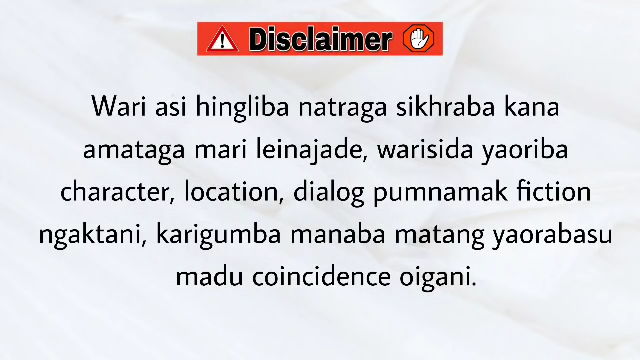 Disclaimer
Wari asi hingliba natraga sikhraba kana
amataga mari leinajade, warisida yaoriba
character, location, dialog pumnamak fiction
ngaktani, karigumba manaba matang yaorabasu
madu coincidence oigani.